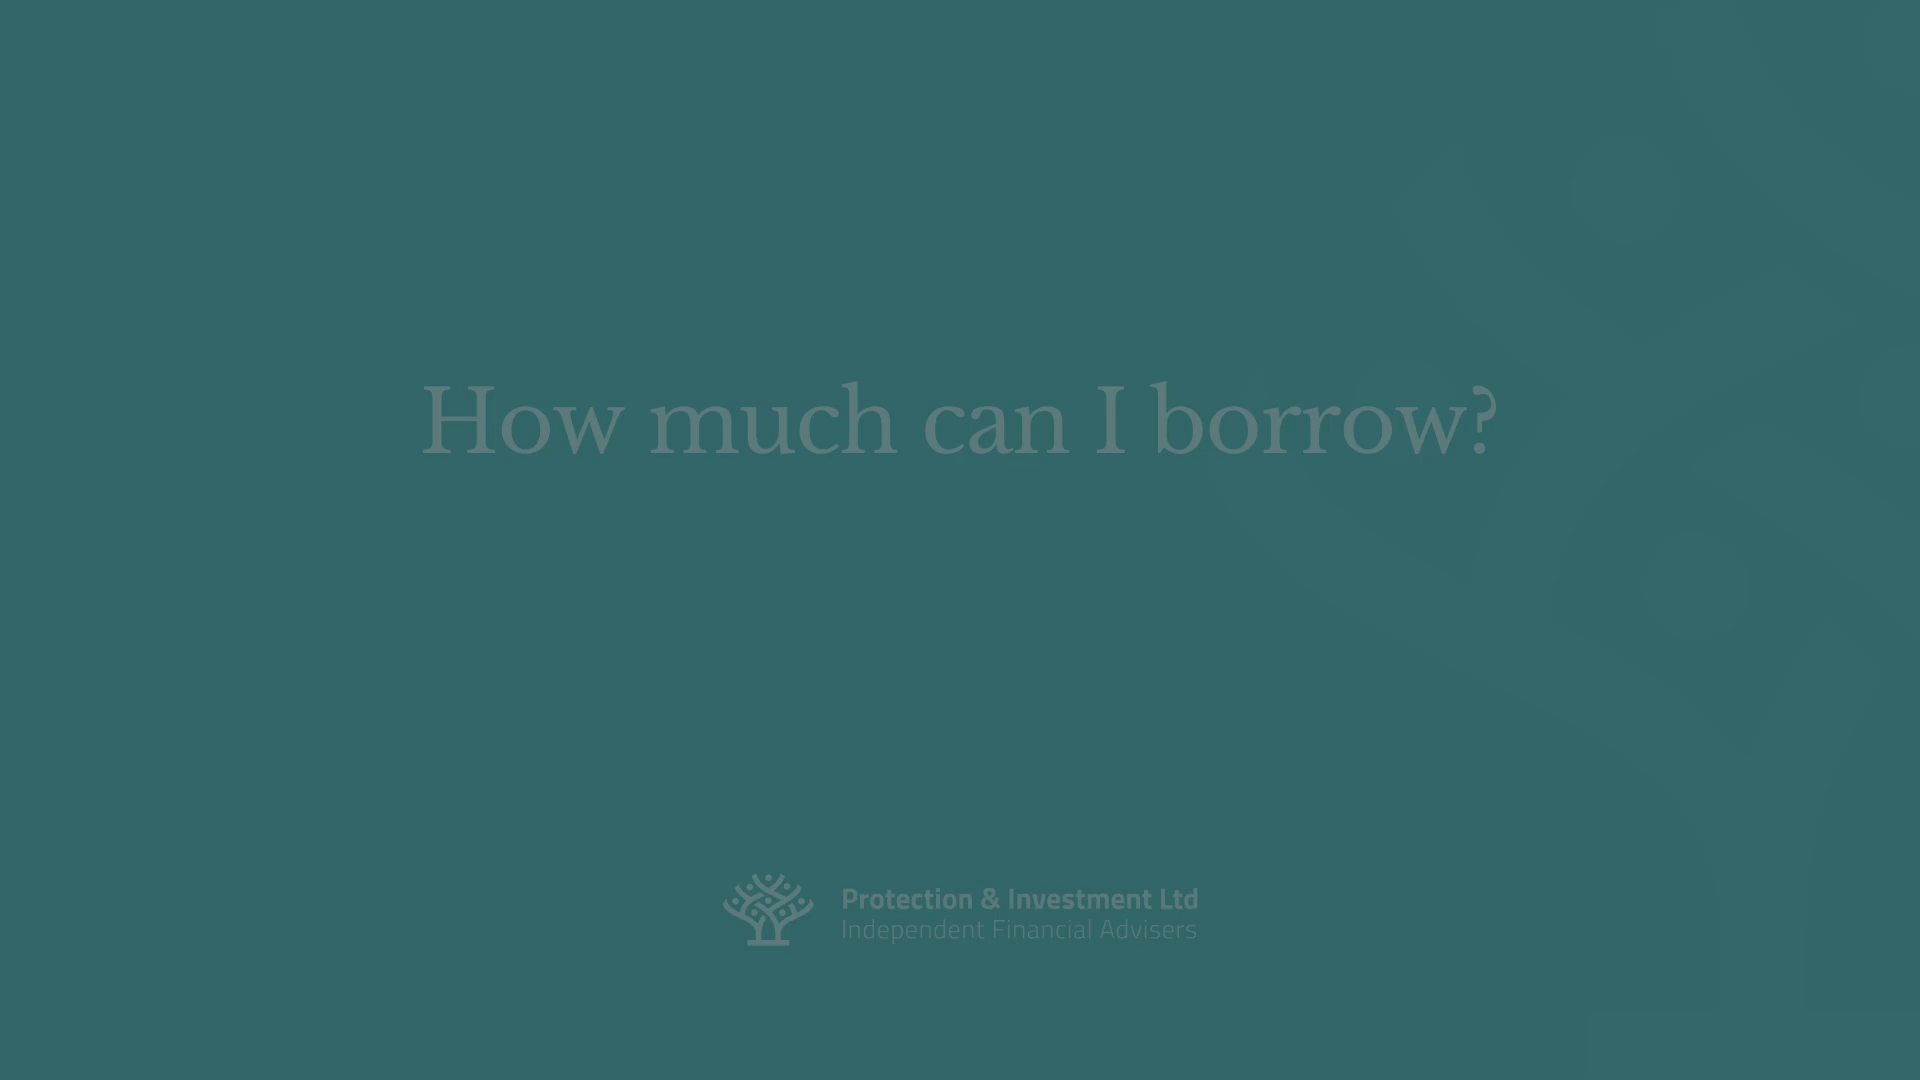 How much can I borrow?
Protection & Investment Ltd
Independent Financial Advisers